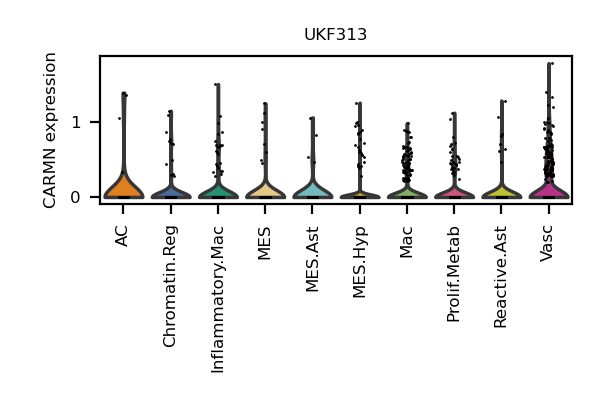 UKF313
CARMN expression
1
0
AC
Chromatin.Reg
Inflammatory.Mac
MES
MES.Ast
MES.Hyp
Mac
Prolif.Metab
Reactive.Ast
Vasc